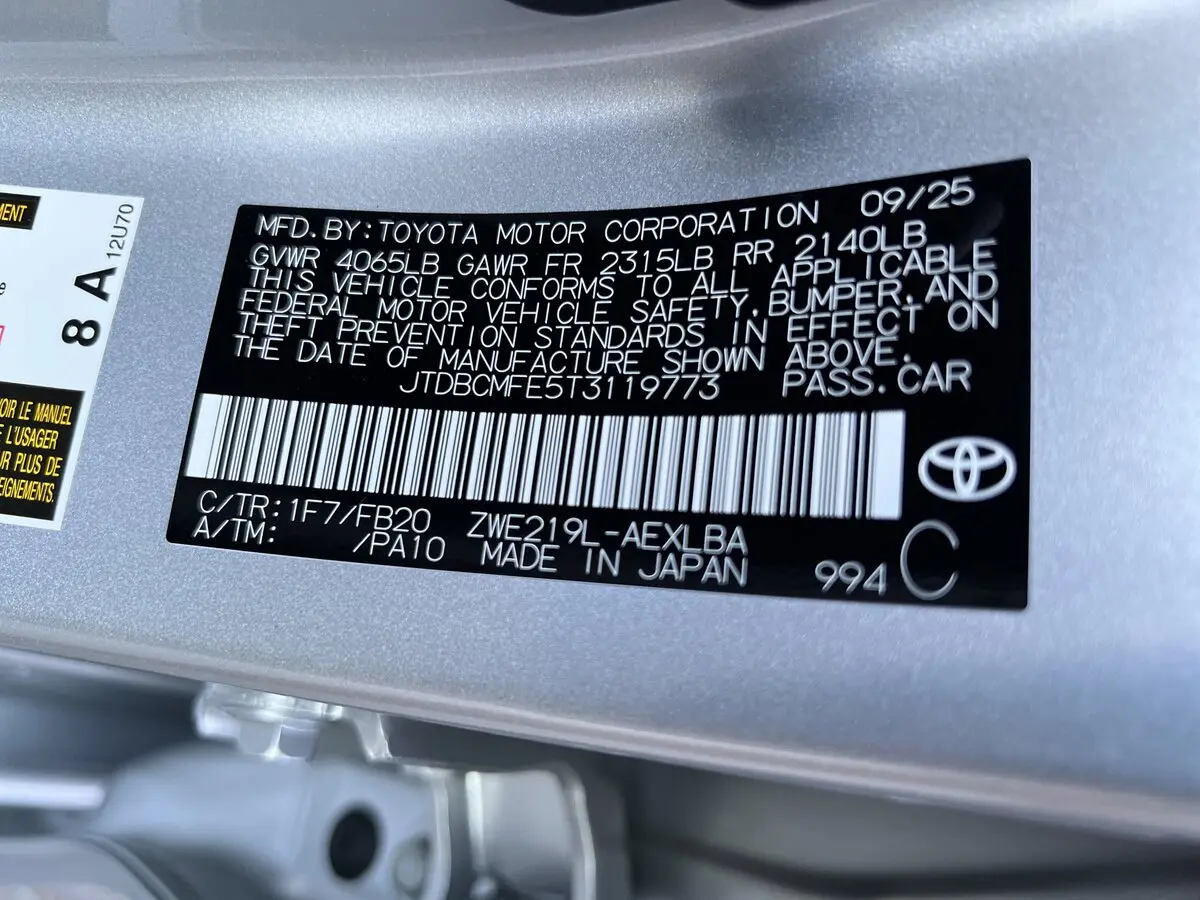 MENT
12U70
8 A
e
OIR LE MANUEL
E L'USAGER
UR PLUS DE
EIGNEMENTS.
MFD.BY:TOYOTA MOTOR CORPORATION 09/25
GVWR 4065LB GAWR FR 2315LB RR 2140LB
THIS VEHICLE CONFORMS TO ALL APPLICABLE
FEDERAL MOTOR VEHICLE SAFETY,BUMPER,AND
THEFT PREVENTION STANDARDS IN EFFECT ON
THE DATE OF MANUFACTURE SHOWN ABOVE.
JTDBCMFE5T3119773 PASS.CAR
C/TR:1F7/FB20 ZWE219L-AEXLBA
A/TM: /PA10 MADE IN JAPAN 994 C